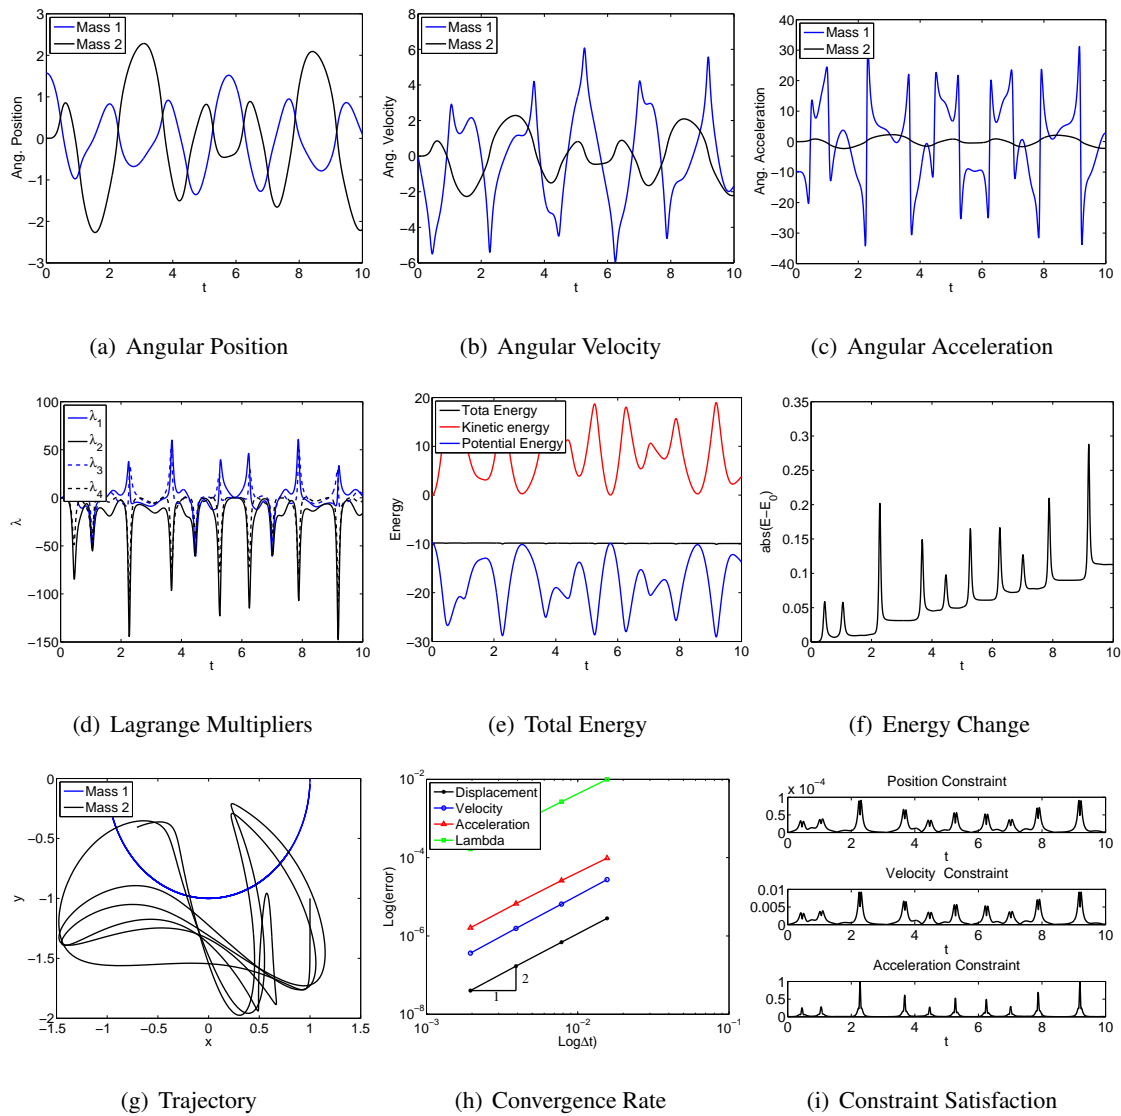 3
2
1
0
−1
−2
−3
0 2 4 6 8 10
Ang. Position
t
Mass 1
Mass 2
(a) Angular Position
8
6
4
2
0
−2
−4
−6
0 2 4 6 8 10
Ang. Velocity
t
Mass 1
Mass 2
(b) Angular Velocity
40
30
20
10
0
−10
−20
−30
−40
0 2 4 6 8 10
Ang. Acceleration
t
Mass 1
Mass 2
(c) Angular Acceleration
100
50
0
−50
−100
−150
0 2 4 6 8 10
λ
t
λ1
λ2
λ3
λ4
(d) Lagrange Multipliers
20
10
0
−10
−20
−30
0 2 4 6 8 10
Energy
t
Tota Energy
Kinetic energy
Potential Energy
(e) Total Energy
0.35
0.3
0.25
0.2
0.15
0.1
0.05
0
0 2 4 6 8 10
abs(E−E0)
t
(f) Energy Change
0
−0.5
−1
−1.5
−2
−1.5 −1 −0.5 0 0.5 1 1.5
y
x
Mass 1
Mass 2
(g) Trajectory
10−2
10−4
10−6
10−8
10−3 10−2 10−1
Log(error)
LogΔt)
Displacement
Velocity
Acceleration
Lambda
2
1
(h) Convergence Rate
Position Constraint
x 10−4
1
0.5
0
0 2 4 6 8 10
t
Velocity Constraint
0.01
0.005
0
0 2 4 6 8 10
t
Acceleration Constraint
1
0.5
0
0 2 4 6 8 10
t
(i) Constraint Satisfaction